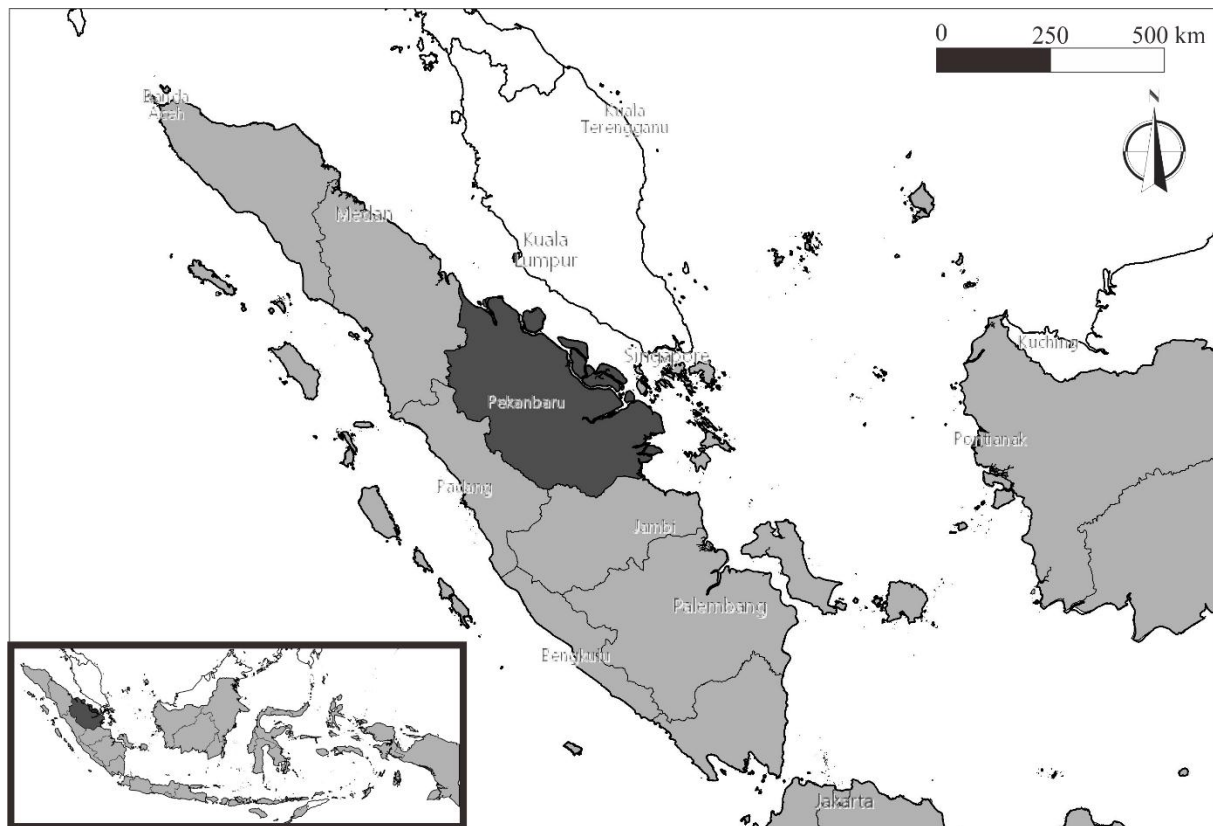 0 250 500 km
Banda
Aceh
Kuala
Terengganu
N
Medan
Kuala
Lumpur
Singapore
Kuching
Pekanbaru
Pontianak
Padang
Jambi
Palembang
Bengkulu
Jakarta